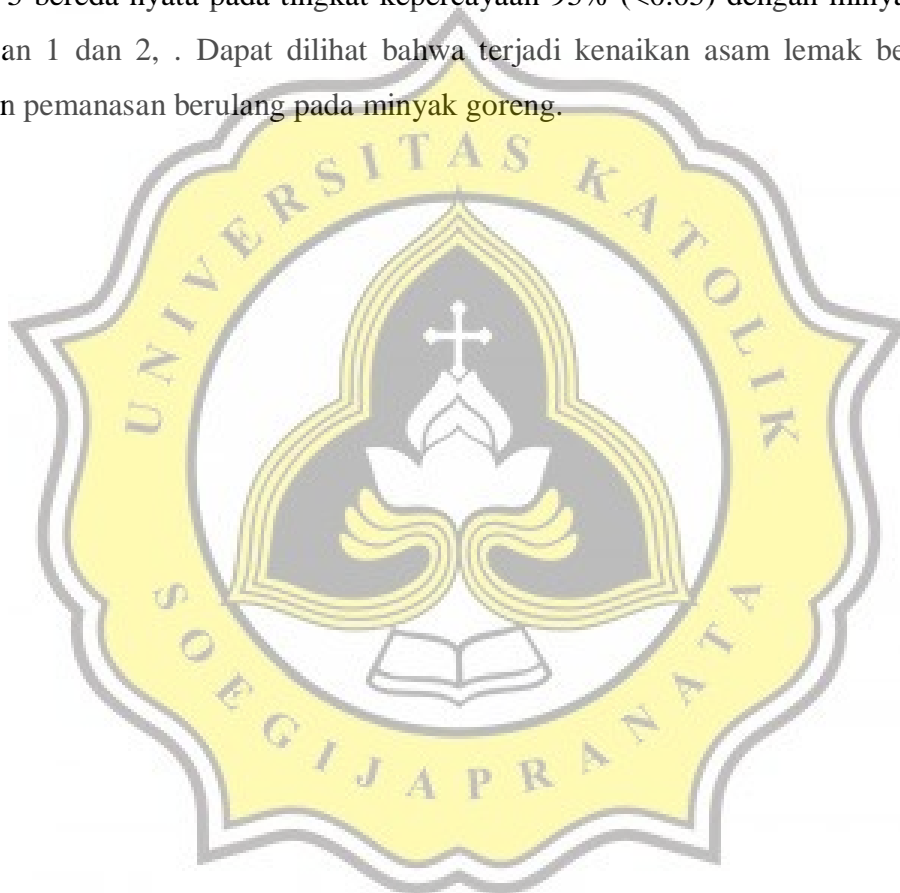 3 bereda nyata pada tingkat kepercayaan 95% (<0.05) dengan minya
an 1 dan 2, . Dapat dilihat bahwa terjadi kenaikan asam lemak be
n pemanasan berulang pada minyak goreng.
UNIVERSITAS KATOLIK
SOEGIJAPRANATA